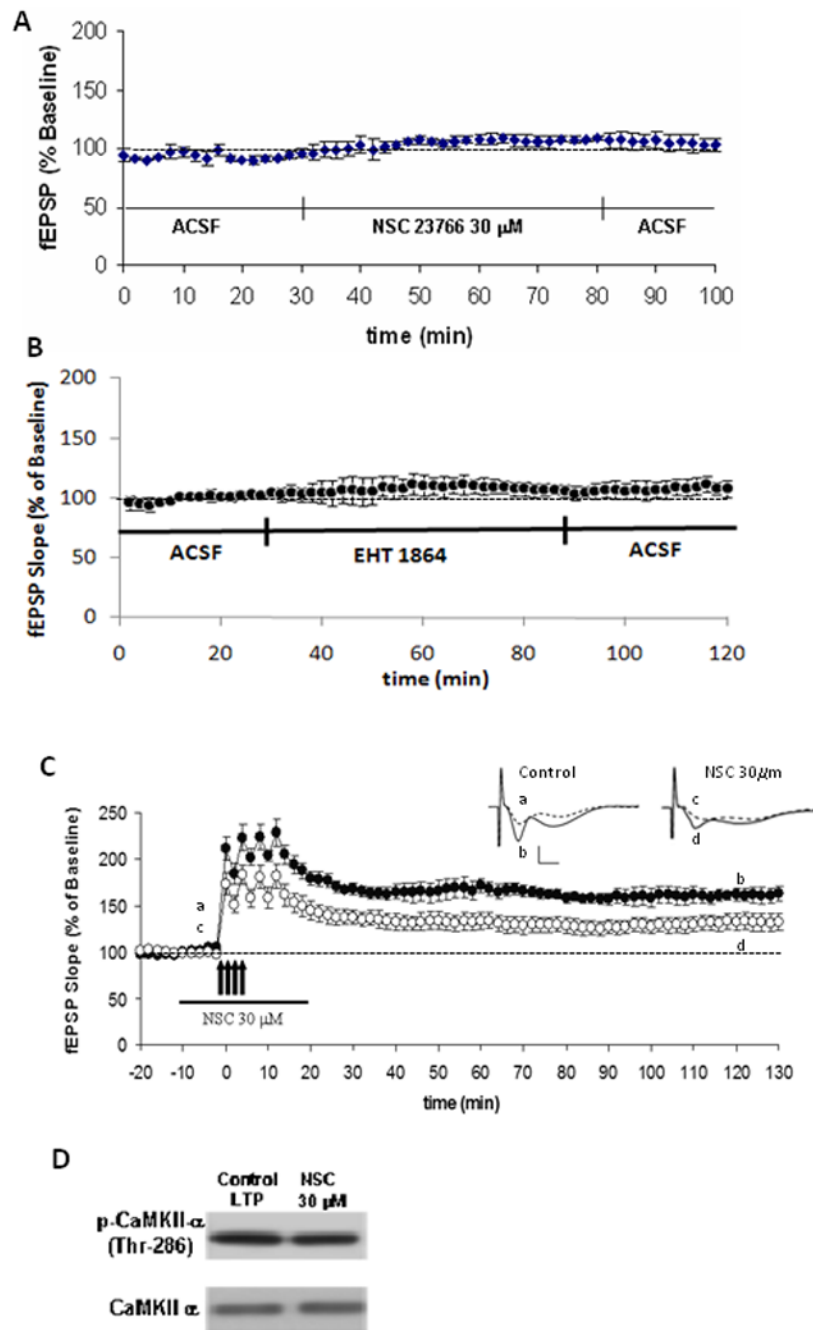 A
fEPSP (% Baseline)
200
150
100
50
0
ACSF NSC 23766 30 µM ACSF
0 10 20 30 40 50 60 70 80 90 100
time (min)
B
fEPSP Slope (% of Baseline)
200
150
100
50
0
ACSF EHT 1864 ACSF
0 20 40 60 80 100 120
time (min)
C
Control NSC 30µm
a c
b d
fEPSP Slope (% of Baseline)
250
200
150
100
50
0
a
c
b
d
NSC 30 µM
-20 -10 0 10 20 30 40 50 60 70 80 90 100 110 120 130
time (min)
D
Control NSC
LTP 30 µM
p-CaMKII-α
(Thr-286)
CaMKII α